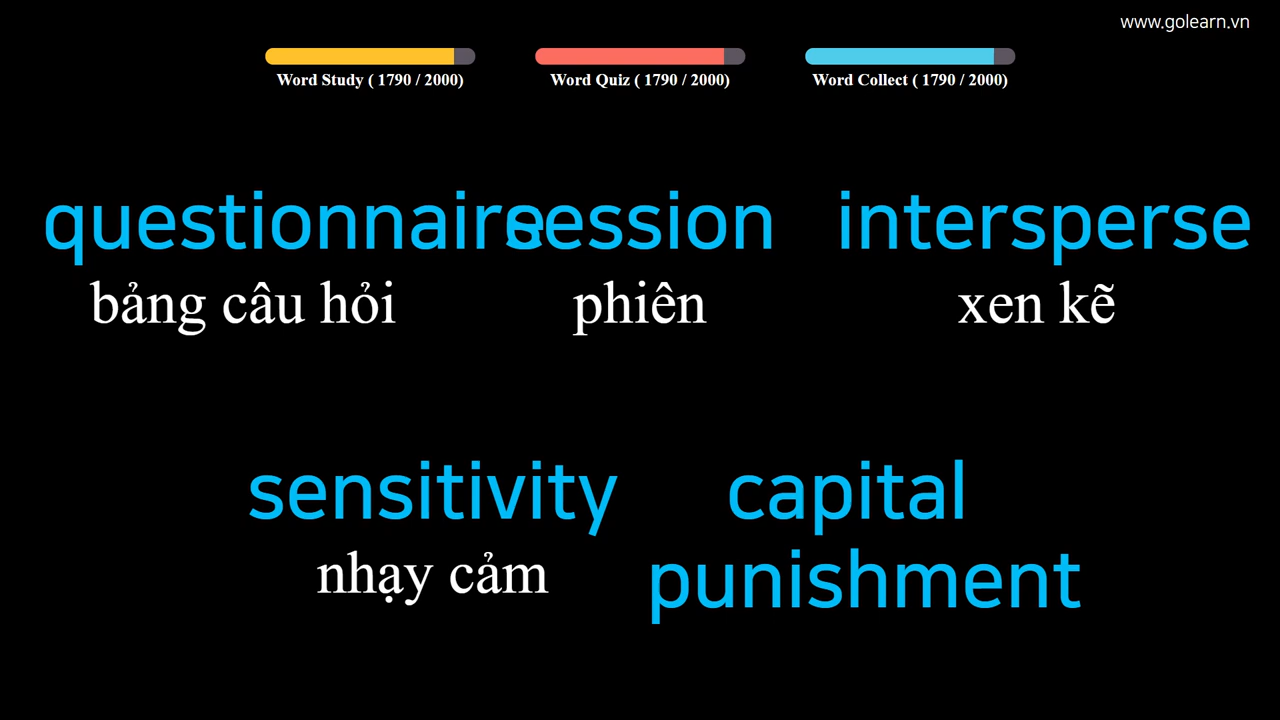 www.golearn.vn
Word Study ( 1790 / 2000) Word Quiz ( 1790 / 2000) Word Collect ( 1790 / 2000)
questionnaire session intersperse
bảng câu hỏi phiên xen kẽ
sensitivity capital
nhạy cảm punishment